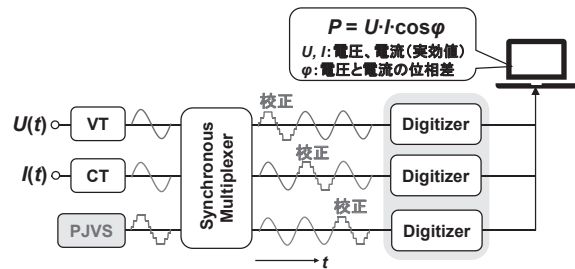 P = U·I·cosφ
U, I:電圧、電流(実効値)
φ:電圧と電流の位相差
U(t)
VT
I(t)
CT
PJVS
Synchronous
Multiplexer
校正
校正
校正
Digitizer
Digitizer
Digitizer
t